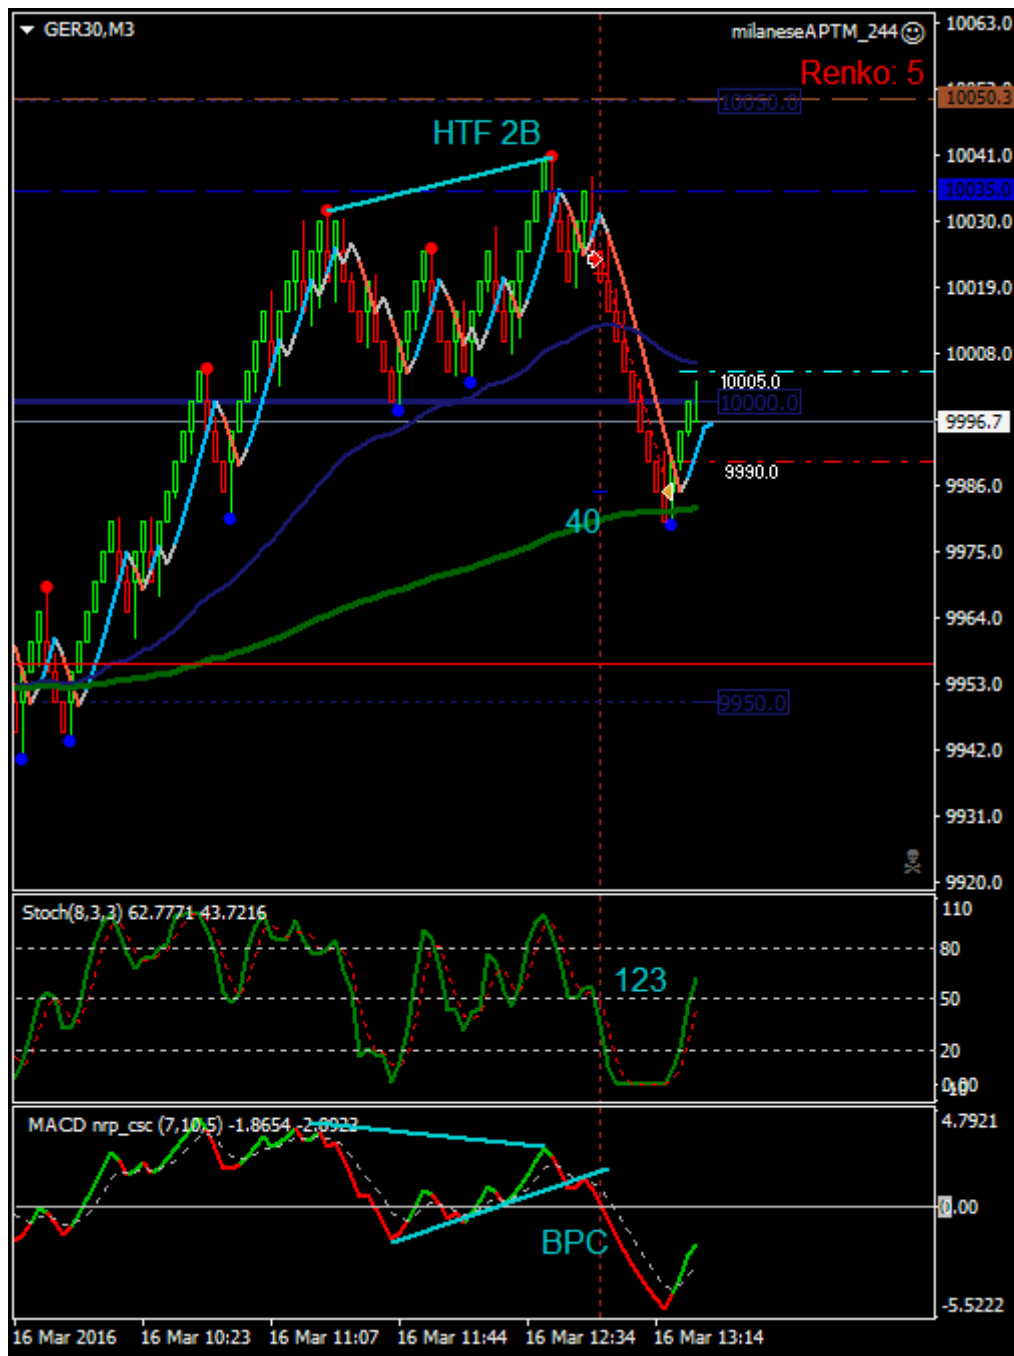 GER30,M3
milaneseAPTM_244
10063.0
Renko: 5
10050.0
10050.3
HTF 2B
10041.0
10035.0
10030.0
10019.0
10008.0
10005.0
10000.0
9996.7
9990.0
9986.0
40
9975.0
9964.0
9953.0
9950.0
9942.0
9931.0
9920.0
Stoch(8,3,3) 62.7771 43.7216
110
80
123
50
20
MACD nrp_csc (7,10,5) -1.8654 -2.8923
4.7921
0.00
BPC
-5.5222
16 Mar 2016
16 Mar 10:23
16 Mar 11:07
16 Mar 11:44
16 Mar 12:34
16 Mar 13:14